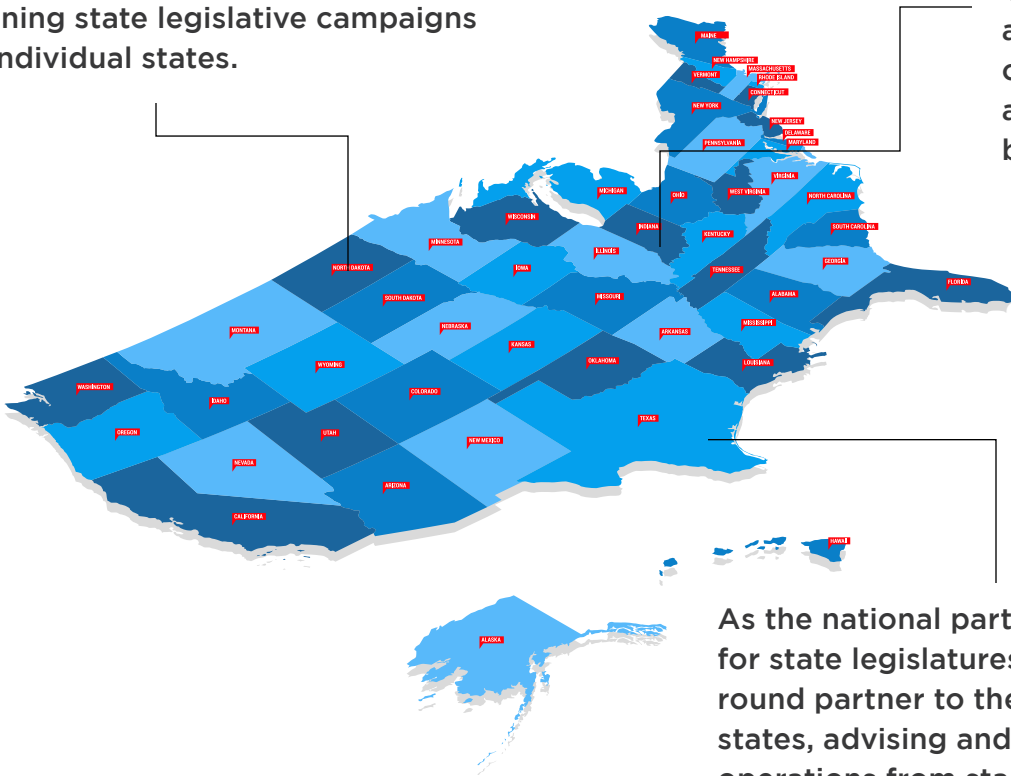 ning state legislative campaigns
ndividual states.
a
c
a
b
MAINE
NEW HAMPSHIRE
MASSACHUSETTS
VERMONT
RHODE ISLAND
CONNECTICUT
NEW YORK
NEW JERSEY
DELAWARE
PENNSYLVANIA
MARYLAND
VIRGINIA
MICHIGAN
OHIO
WEST VIRGINIA
NORTH CAROLINA
WISCONSIN
INDIANA
KENTUCKY
SOUTH CAROLINA
MINNESOTA
ILLINOIS
GEORGIA
NORTH DAKOTA
IOWA
TENNESSEE
FLORIDA
SOUTH DAKOTA
MISSOURI
ALABAMA
MONTANA
NEBRASKA
ARKANSAS
MISSISSIPPI
WYOMING
KANSAS
OKLAHOMA
LOUISIANA
WASHINGTON
IDAHO
COLORADO
TEXAS
OREGON
UTAH
NEW MEXICO
NEVADA
ARIZONA
CALIFORNIA
HAWAII
ALASKA
As the national part
for state legislatures
round partner to the
states, advising and
operations from sta